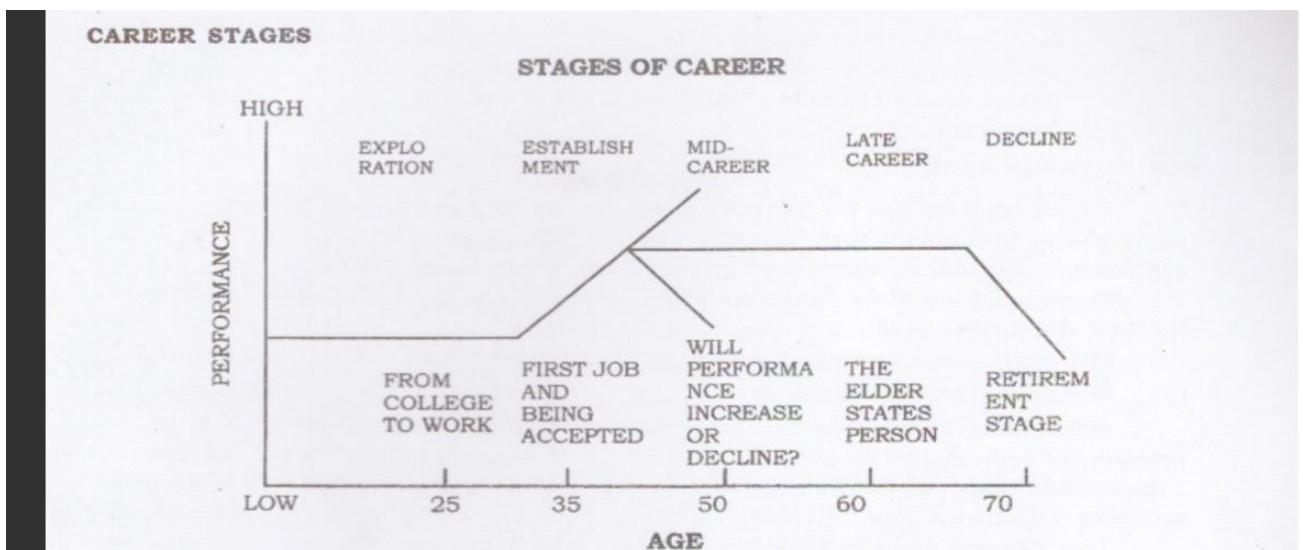 CAREER STAGES
STAGES OF CAREER
HIGH
EXPLO
RATION
ESTABLISH
MENT
MID-
CAREER
LATE
CAREER
DECLINE
PERFORMANCE
FROM
COLLEGE
TO WORK
FIRST JOB
AND
BEING
ACCEPTED
WILL
PERFORMA
NCE
INCREASE
OR
DECLINE?
THE
ELDER
STATES
PERSON
RETIREM
ENT
STAGE
LOW
25
35
50
60
70
AGE